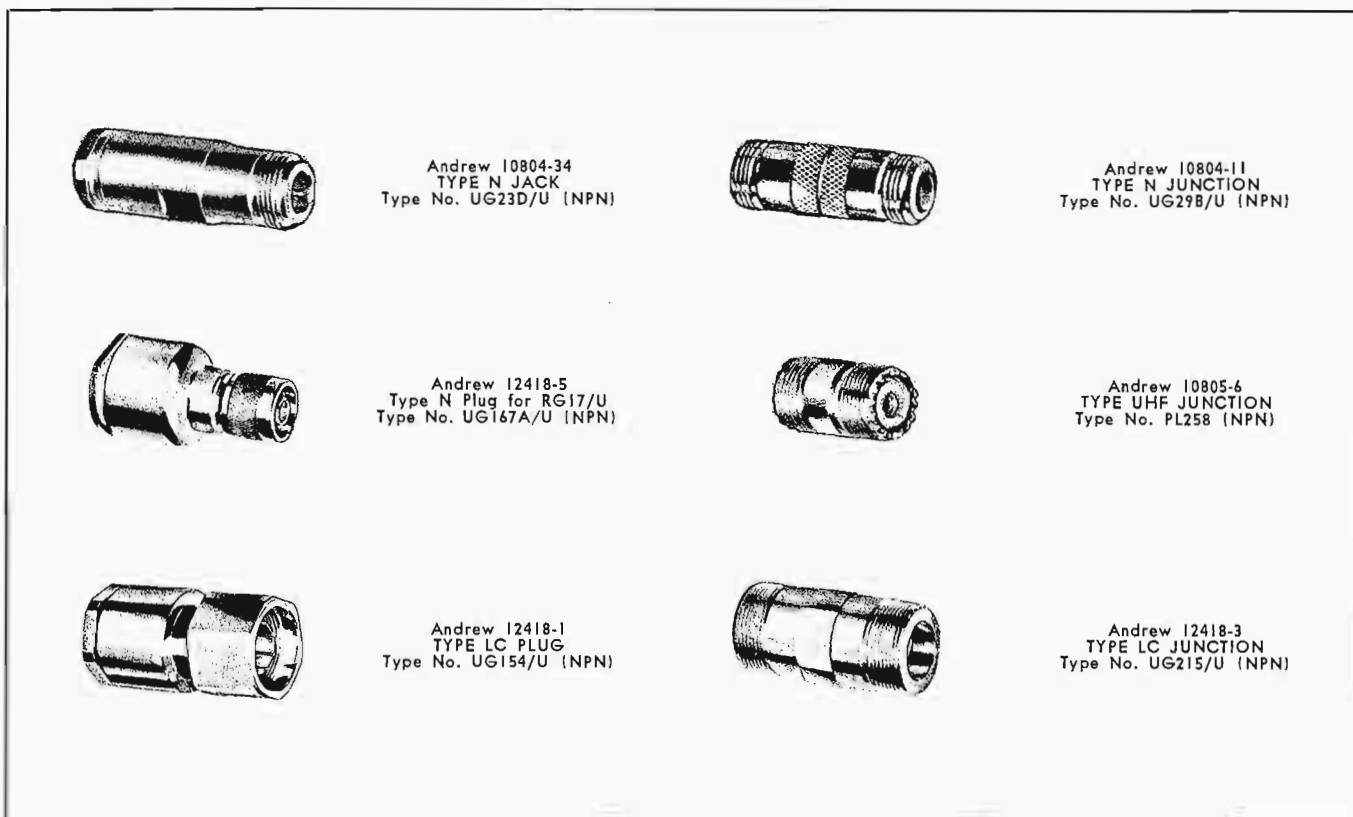 Andrew 10804-34
TYPE N JACK
Type No. UG23D/U (NPN)
Andrew 10804-11
TYPE N JUNCTION
Type No. UG29B/U (NPN)
Andrew 12418-5
Type N Plug for RG17/U
Type No. UG167A/U (NPN)
Andrew 10805-6
TYPE UHF JUNCTION
Type No. PL258 (NPN)
Andrew 12418-1
TYPE LC PLUG
Type No. UG154/U (NPN)
Andrew 12418-3
TYPE LC JUNCTION
Type No. UG215/U (NPN)